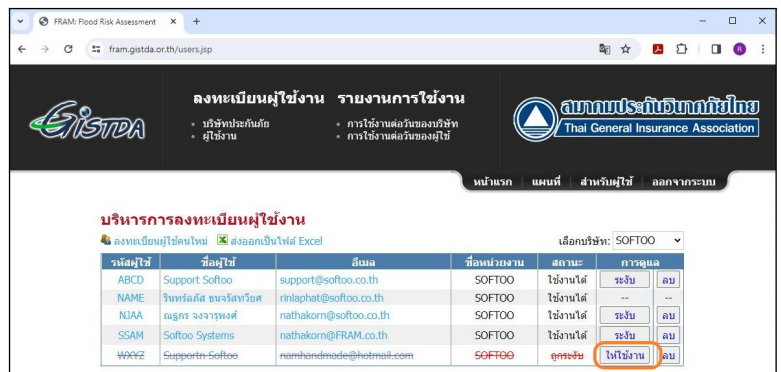 FRAM: Flood Risk Assessment
fram.gistda.or.th/users.jsp
R
GISTDA
ลงทะเบียนผู้ใช้งาน รายงานการใช้งาน
บริษัทประกันภัย การใช้งานต่อวันของบริษัท
ผู้ใช้งาน การใช้งานต่อวันของผู้ใช้
สมาคมประกันวินาศภัยไทย
Thai General Insurance Association
หน้าแรก แผนที่ สำหรับผู้ใช้ ออกจากระบบ
บริหารการลงทะเบียนผู้ใช้งาน
ลงทะเบียนผู้ใช้คนใหม่ ส่งออกเป็นไฟล์ Excel เลือกบริษัท: SOFTOO
รหัสผู้ใช้ ชื่อผู้ใช้ อีเมล ชื่อหน่วยงาน สถานะ การดูแล
ABCD Support Softoo support@softoo.co.th SOFTOO ใช้งานได้ ระงับ ลบ
NAME รินทร์ลภัส ธนจรัสทวียศ rinlaphat@softoo.co.th SOFTOO ใช้งานได้ -- --
NJAA ณฐกร จงจารุพงศ์ nathakorn@softoo.co.th SOFTOO ใช้งานได้ ระงับ ลบ
SSAM Softoo Systems nathakorn@FRAM.co.th SOFTOO ใช้งานได้ ระงับ ลบ
WXYZ Supportn Softoo namhandmade@hotmail.com SOFTOO ถูกระงับ ให้ใช้งาน ลบ